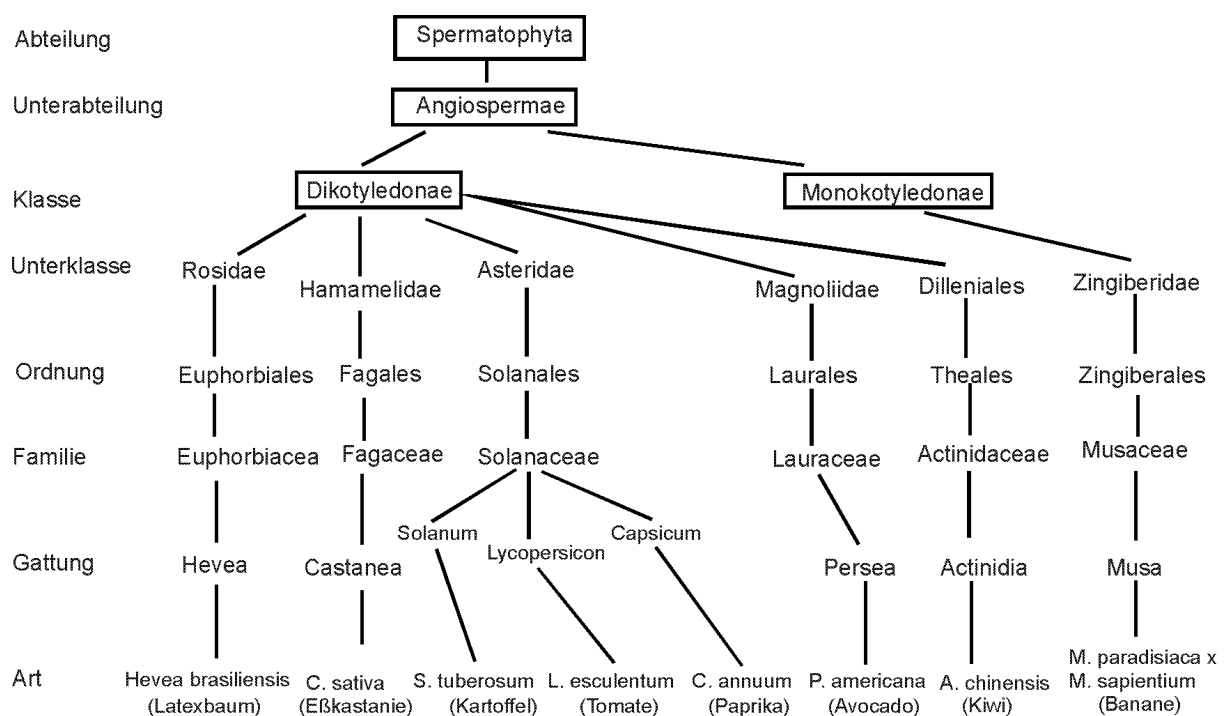 Abteilung
Spermatophyta
Unterabteilung
Angiospermae
Klasse
Dikotyledonae
Monokotyledonae
Unterklasse
Rosidae
Hamamelidae
Asteridae
Magnoliidae
Dilleniales
Zingiberidae
Ordnung
Euphorbiales
Fagales
Solanales
Laurales
Theales
Zingiberales
Familie
Euphorbiacea
Fagaceae
Solanaceae
Lauraceae
Actinidaceae
Musaceae
Gattung
Hevea
Castanea
Solanum
Lycopersicon
Capsicum
Persea
Actinidia
Musa
Art
Hevea brasiliensis
(Latexbaum)
C. sativa
(Eßkastanie)
S. tuberosum
(Kartoffel)
L. esculentum
(Tomate)
C. annuum
(Paprika)
P. americana
(Avocado)
A. chinensis
(Kiwi)
M. paradisiaca x
M. sapientium
(Banane)